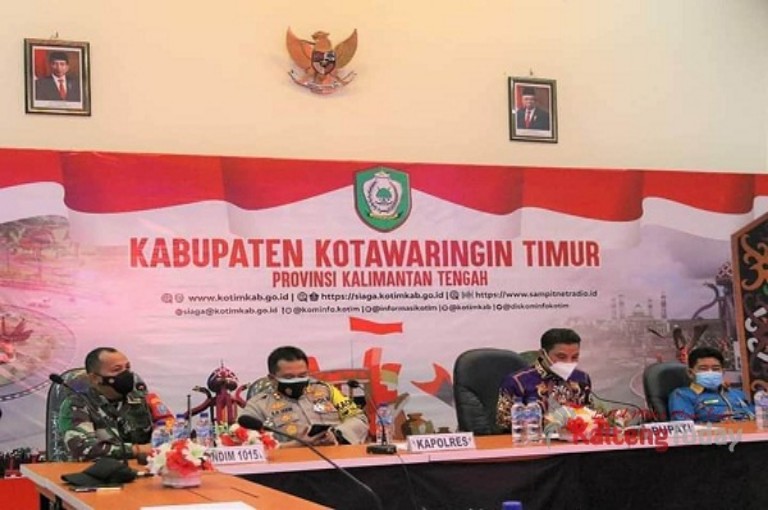 KABUPATEN KOTAWARINGIN TIMUR
PROVINSI KALIMANTAN TENGAH
www.kotimkab.go.id | https://siaga.kotimkab.go.id | https://www.sampitnetradio.id
@siaga@kotimkab.go.id | @kominfo.kotim | @informasikotim | @kotimkab | @diskominfokotim
NDIM 1015
KAPOLRES
BUPATI
KaltengToday